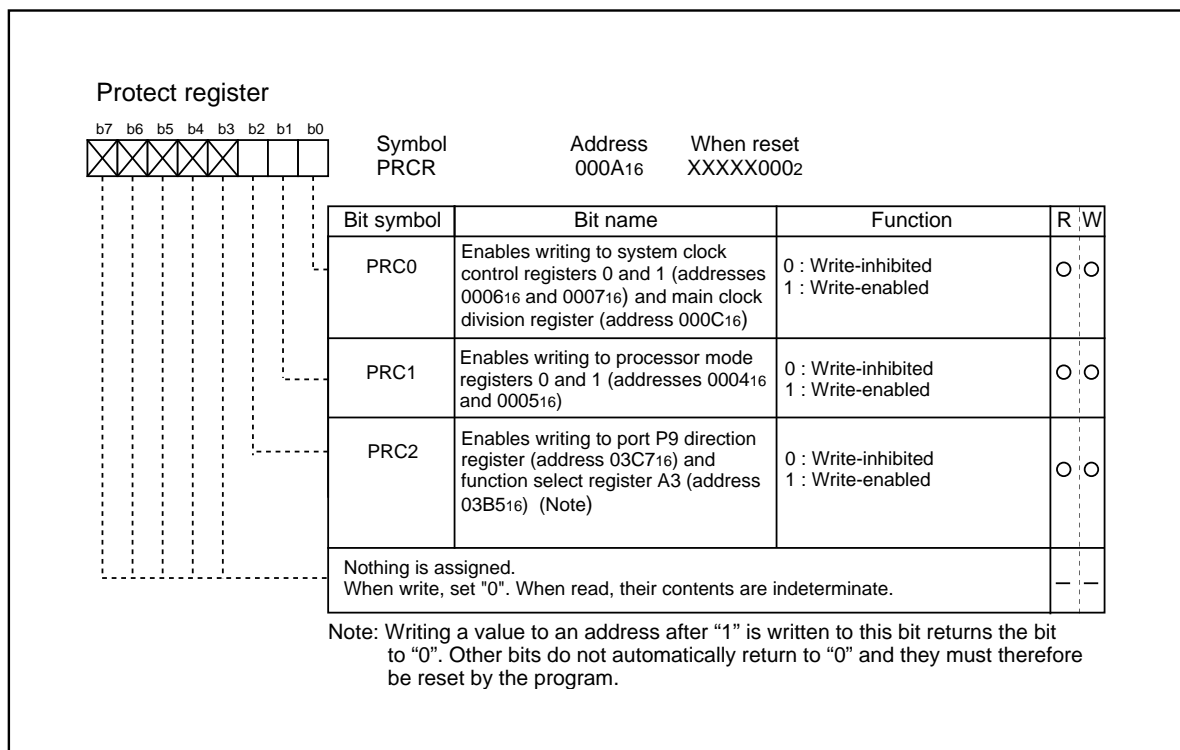 Protect register
b7 b6 b5 b4 b3 b2 b1 b0
Symbol Address When reset
PRCR 000A16 XXXXX0002
Bit symbol Bit name Function R W
PRC0
Enables writing to system clock
control registers 0 and 1 (addresses
000616 and 000716) and main clock
division register (address 000C16)
0 : Write-inhibited
1 : Write-enabled
PRC1
Enables writing to processor mode
registers 0 and 1 (addresses 000416
and 000516)
0 : Write-inhibited
1 : Write-enabled
PRC2
Enables writing to port P9 direction
register (address 03C716) and
function select register A3 (address
03B516) (Note)
0 : Write-inhibited
1 : Write-enabled
Nothing is assigned.
When write, set "0". When read, their contents are indeterminate.
Note: Writing a value to an address after “1” is written to this bit returns the bit
to “0”. Other bits do not automatically return to “0” and they must therefore
be reset by the program.